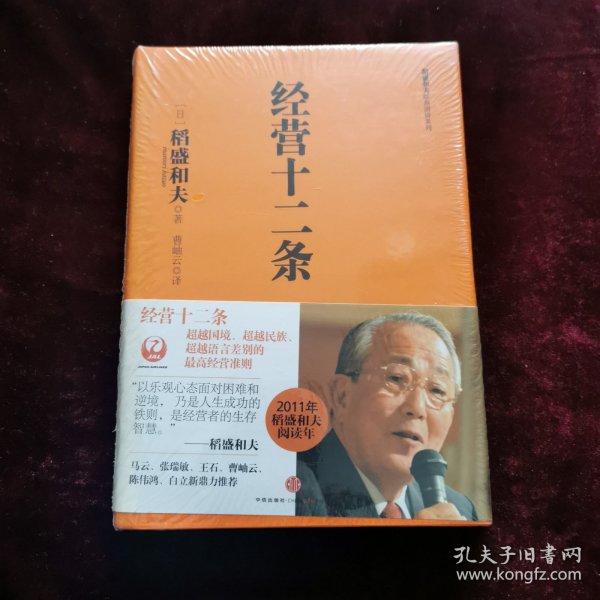 经营十二条
[日]
稻盛和夫
著
曹岫云
译
经营十二条
超越国境、超越民族、
超越语言差别的
最高经营准则
JAL
JAPAN AIRLINES
“以乐观心态面对困难和
逆境，乃是人生成功的
铁则，是经营者的生存
智慧。”
——稻盛和夫
2011年
稻盛和夫
阅读年
马云、张瑞敏、王石、曹岫云、
陈伟鸿、白立新鼎力推荐
中信出版社
孔夫子旧书网
www.kongfz.com